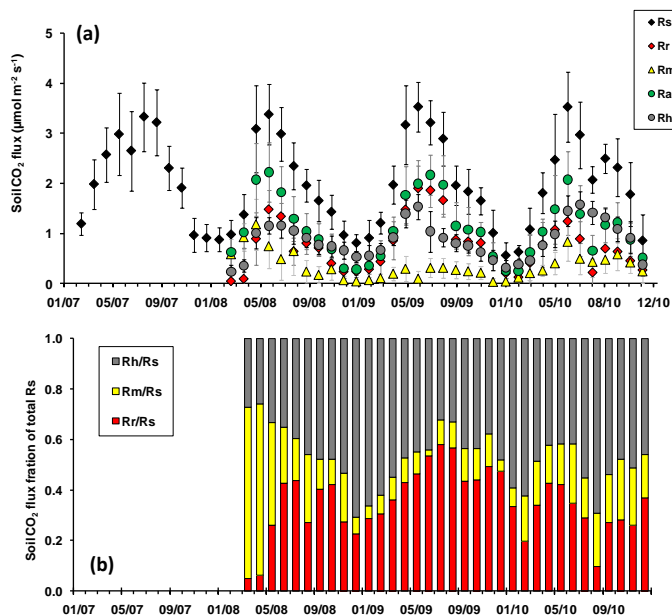 (a)
Rs
Rr
Rm
Ra
Rh
Soil CO₂ flux (µmol m⁻² s⁻¹)
5
4
3
2
1
0
01/07 05/07 09/07 01/08 05/08 09/08 01/09 05/09 09/09 01/10 05/10 08/10 12/10
Soil CO₂ flux fration of total Rs
1.0
0.8
0.6
0.4
0.2
0.0
Rh/Rs
Rm/Rs
Rr/Rs
(b)
01/07 05/07 09/07 01/08 05/08 09/08 01/09 05/09 09/09 01/10 05/10 09/10